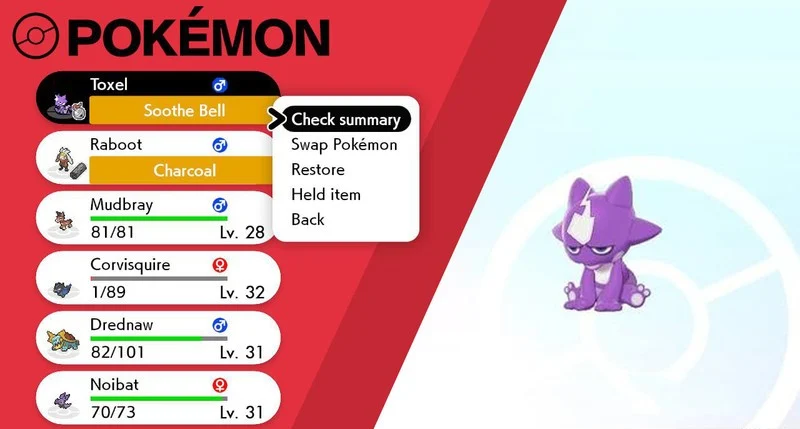 POKÉMON
Toxel ♂
Soothe Bell
Raboot ♂
Charcoal
Mudbray ♂
81/81 Lv. 28
Corvisquire ♀
1/89 Lv. 32
Drednaw ♂
82/101 Lv. 31
Noibat ♀
70/73 Lv. 31
Check summary
Swap Pokémon
Restore
Held item
Back